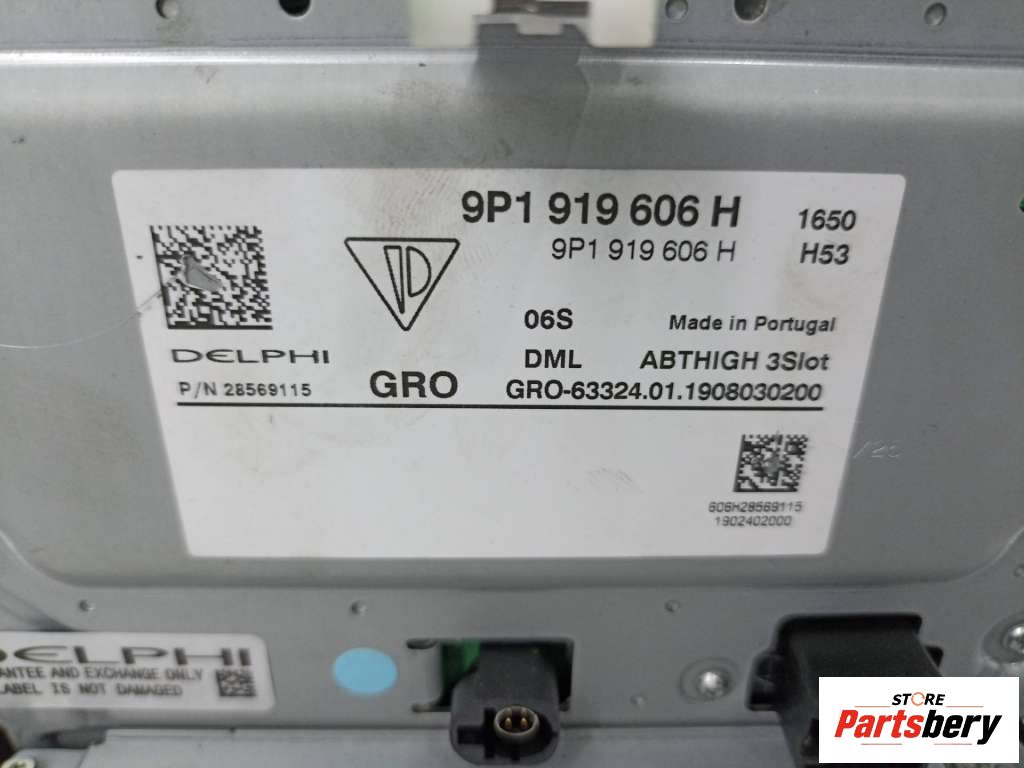 9P1 919 606 H
1650
9P1 919 606 H
H53
06S
Made in Portugal
DELPHI
DML
ABTHIGH 3Slot
P/N 28569115
GRO
GRO-63324.01.1908030200
606H28569115
1902402000
DELPHI
AND EXCHANGE ONLY
LABEL IS NOT DAMAGED
STORE
Partsbery